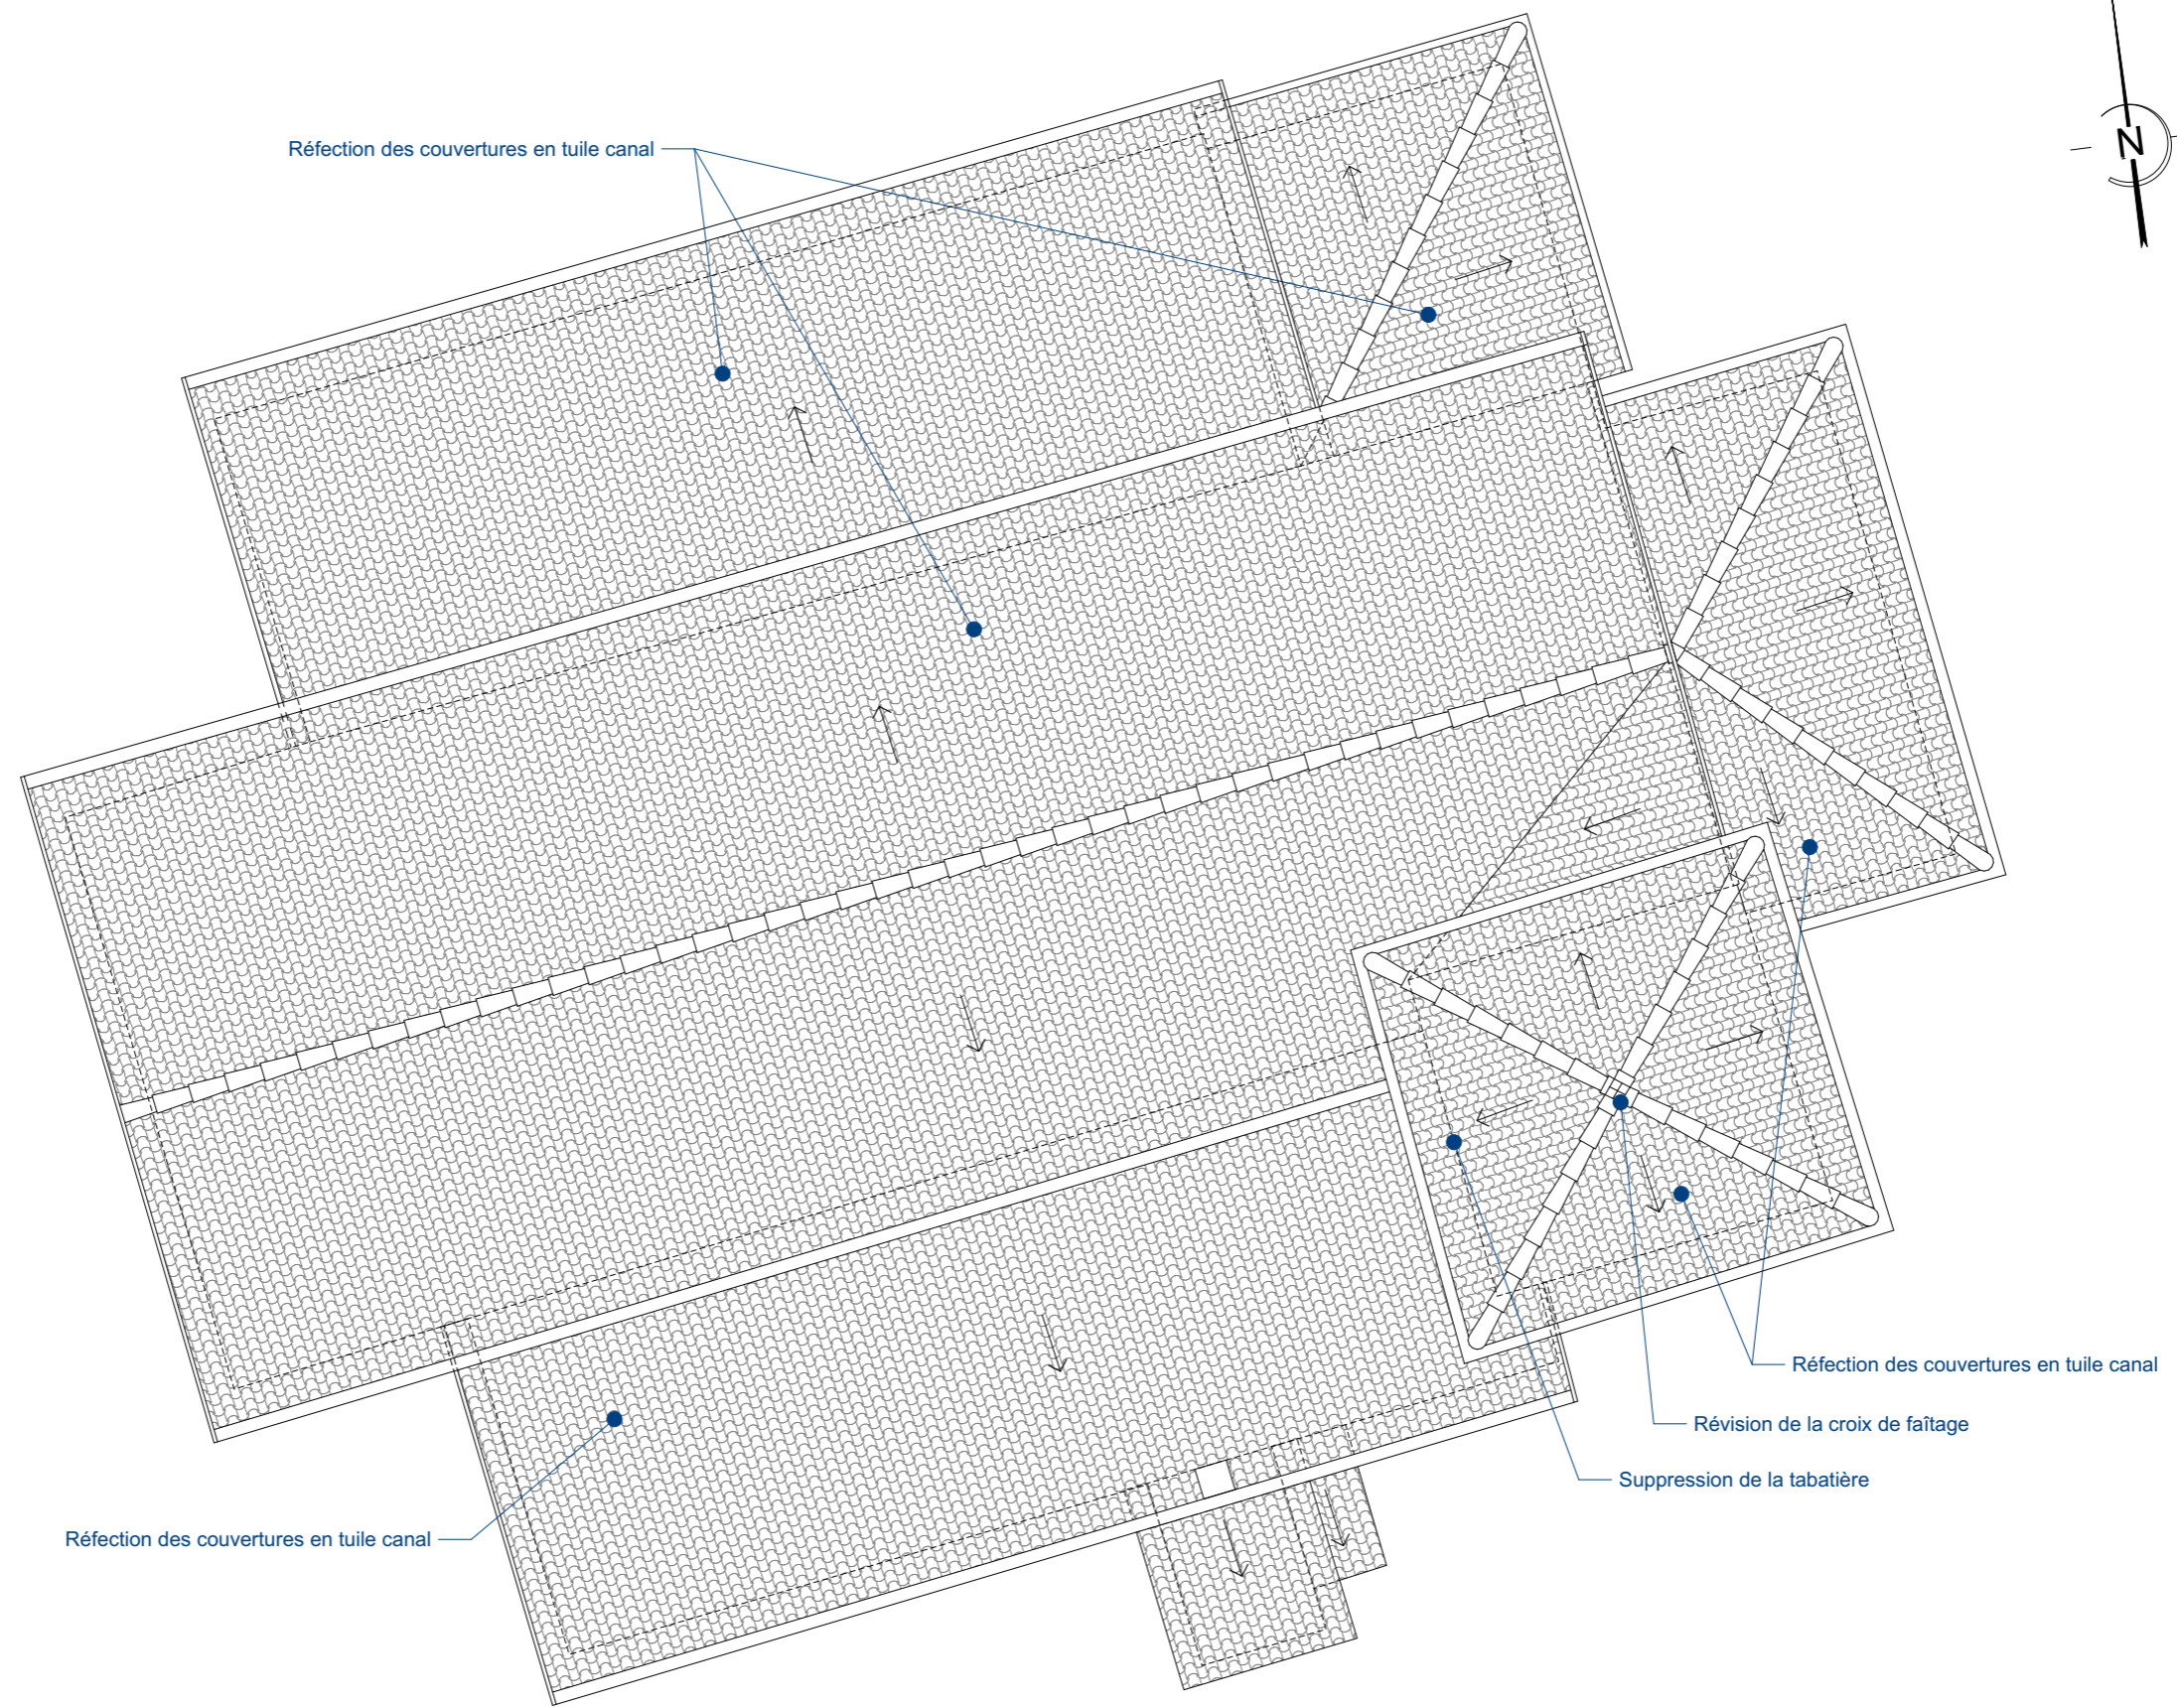 N
Réfection des couvertures en tuile canal
Réfection des couvertures en tuile canal
Révision de la croix de faîtage
Suppression de la tabatière
Réfection des couvertures en tuile canal